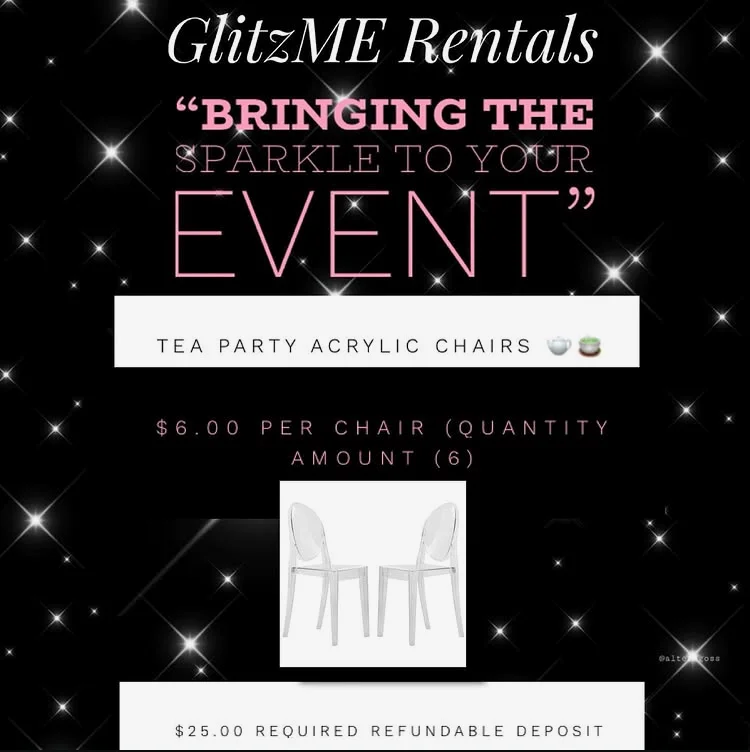 GlitzME Rentals
“BRINGING THE
SPARKLE TO YOUR
EVENT”
TEA PARTY ACRYLIC CHAIRS 🫖🍵
$6.00 PER CHAIR (QUANTITY
AMOUNT (6)
$25.00 REQUIRED REFUNDABLE DEPOSIT